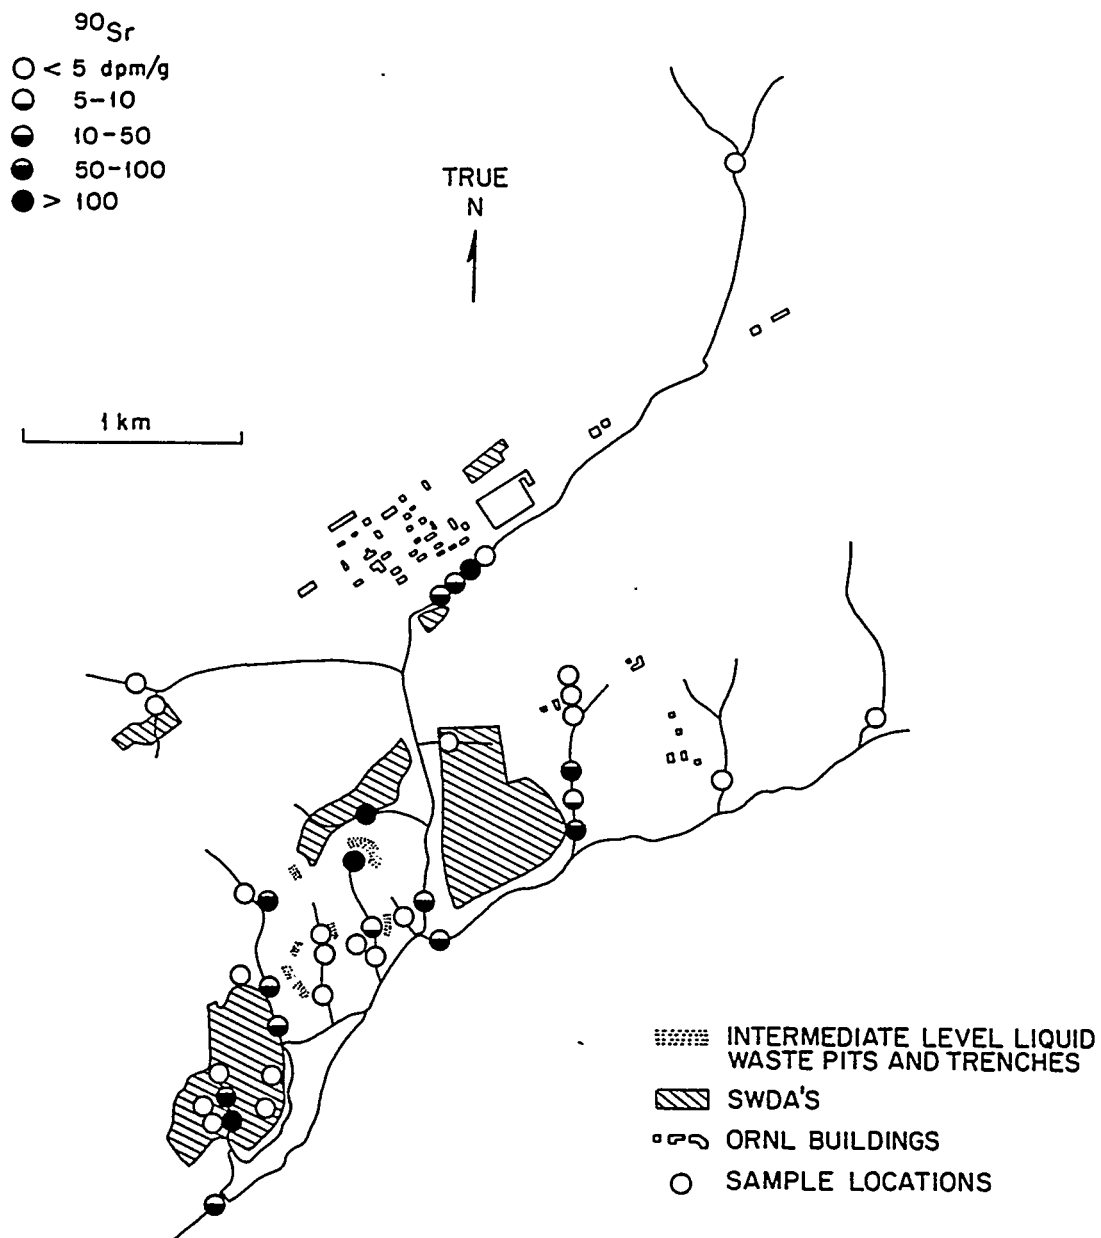 90Sr
< 5 dpm/g
5-10
10-50
50-100
> 100
TRUE
N
1 km
INTERMEDIATE LEVEL LIQUID
WASTE PITS AND TRENCHES
SWDA'S
ORNL BUILDINGS
SAMPLE LOCATIONS